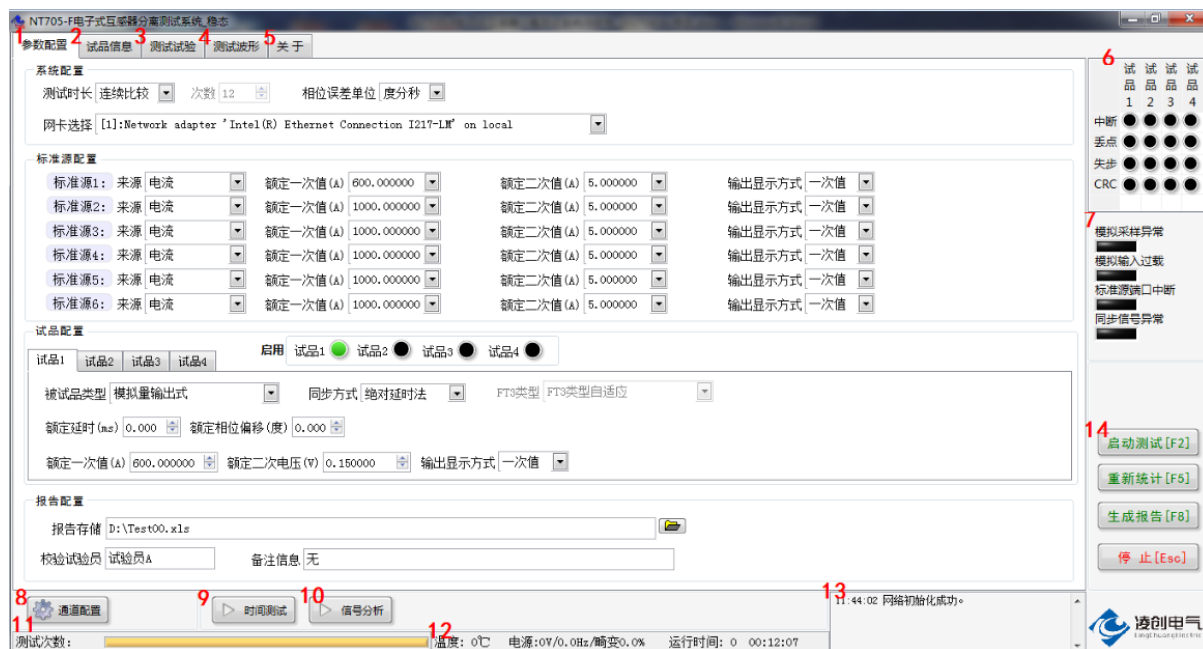 NT705-F电子式互感器分离测试系统_稳态
1 参数配置 2 试品信息 3 测试试验 4 测试波形 5 关 于
系统配置
测试时长 连续比较 次数 12 相位误差单位 度分秒
网卡选择 [1]:Network adapter 'Intel(R) Ethernet Connection I217-LM' on local
标准源配置
标准源1: 来源 电流 额定一次值(A) 600.000000 额定二次值(A) 5.000000 输出显示方式 一次值
标准源2: 来源 电流 额定一次值(A) 1000.000000 额定二次值(A) 5.000000 输出显示方式 一次值
标准源3: 来源 电流 额定一次值(A) 1000.000000 额定二次值(A) 5.000000 输出显示方式 一次值
标准源4: 来源 电流 额定一次值(A) 1000.000000 额定二次值(A) 5.000000 输出显示方式 一次值
标准源5: 来源 电流 额定一次值(A) 1000.000000 额定二次值(A) 5.000000 输出显示方式 一次值
标准源6: 来源 电流 额定一次值(A) 1000.000000 额定二次值(A) 5.000000 输出显示方式 一次值
试品配置
试品1 试品2 试品3 试品4 启用 试品1 试品2 试品3 试品4
被试品类型 模拟量输出式 同步方式 绝对延时法 FT3类型 FT3类型自适应
额定延时(ms) 0.000 额定相位偏移(度) 0.000
额定一次值(A) 600.000000 额定二次电压(V) 0.150000 输出显示方式 一次值
报告配置
报告存储 D:\Test00.xls
校验试验员 试验员A 备注信息 无
6
试品1 试品2 试品3 试品4
中断
丢点
失步
CRC
7
模拟采样异常
模拟输入过载
标准源端口中断
同步信号异常
14
启动测试[F2]
重新统计[F5]
生成报告[F8]
停 止[Esc]
8 通道配置 9 时间测试 10 信号分析
11 测试次数: 12 温度: 0℃ 电源:0V/0.0Hz/畸变0.0% 运行时间: 0 00:12:07
13 11:44:02 网络初始化成功。
凌创电气